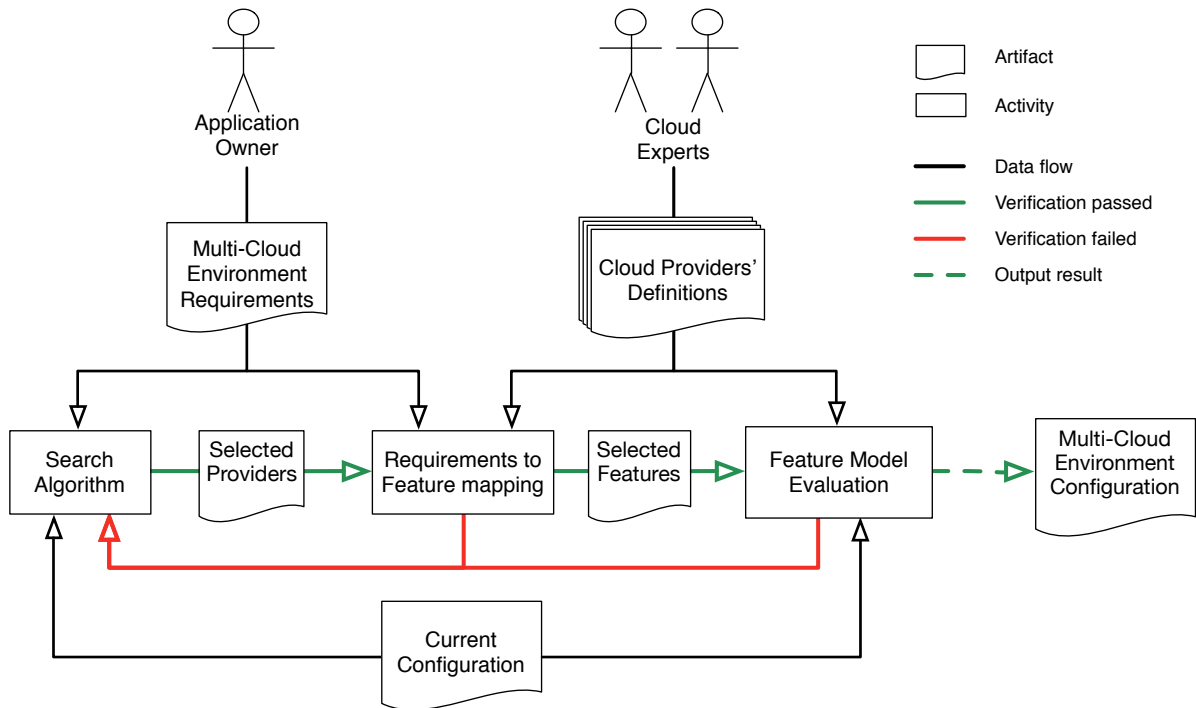 Application
Owner
Cloud
Experts
Artifact
Activity
Data flow
Verification passed
Verification failed
Output result
Multi-Cloud
Environment
Requirements
Cloud Providers'
Definitions
Search
Algorithm
Selected
Providers
Requirements to
Feature mapping
Selected
Features
Feature Model
Evaluation
Multi-Cloud
Environment
Configuration
Current
Configuration